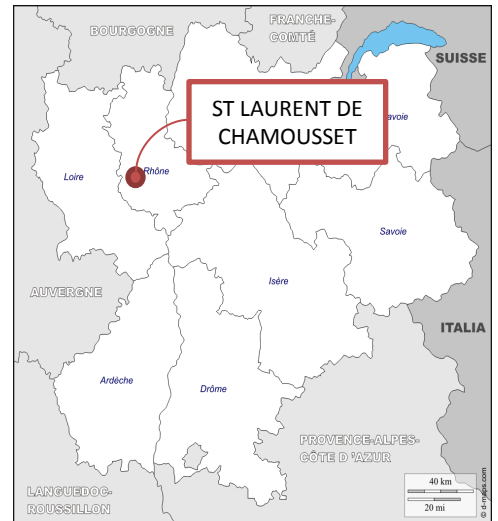 BOURGOGNE
FRANCHE-
COMTÉ
SUISSE
ST LAURENT DE
CHAMOUSSET
avoie
Loire
Rhône
Savoie
Isère
AUVERGNE
ITALIA
Ardèche
Drôme
PROVENCE-ALPES-
CÔTE D 'AZUR
40 km
20 mi
LANGUEDOC-
ROUSSILLON
© d-maps.com